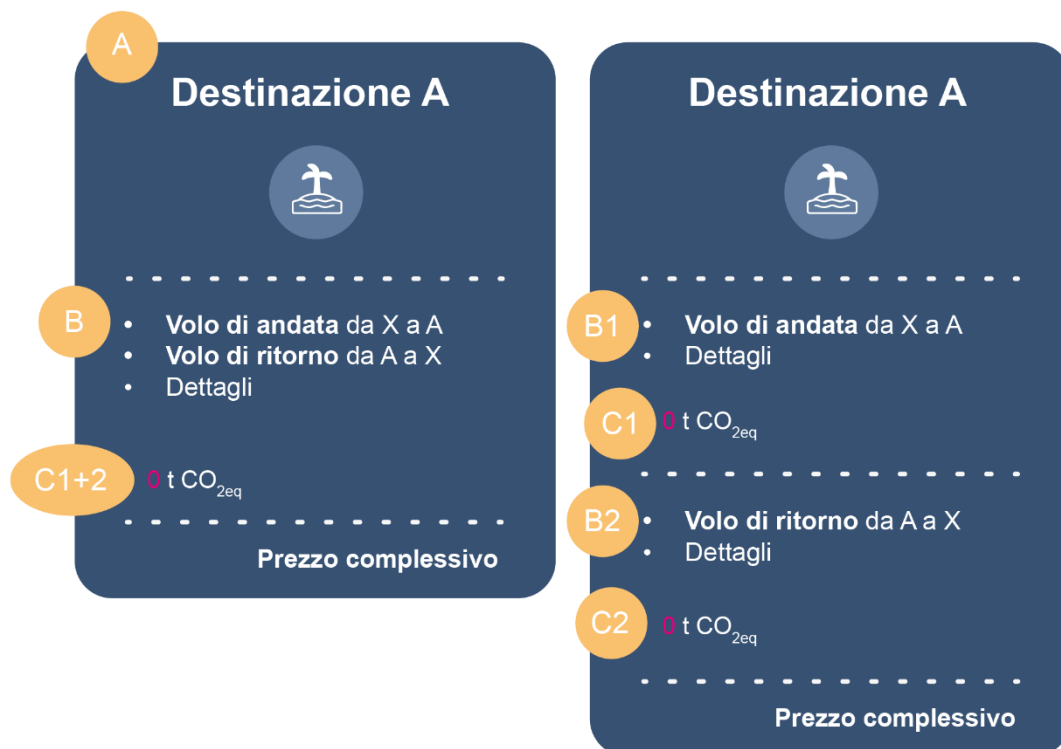 A
Destinazione A
B
• Volo di andata da X a A
• Volo di ritorno da A a X
• Dettagli
C1+2
0 t CO2eq
Prezzo complessivo
Destinazione A
B1
• Volo di andata da X a A
• Dettagli
C1
0 t CO2eq
B2
• Volo di ritorno da A a X
• Dettagli
C2
0 t CO2eq
Prezzo complessivo